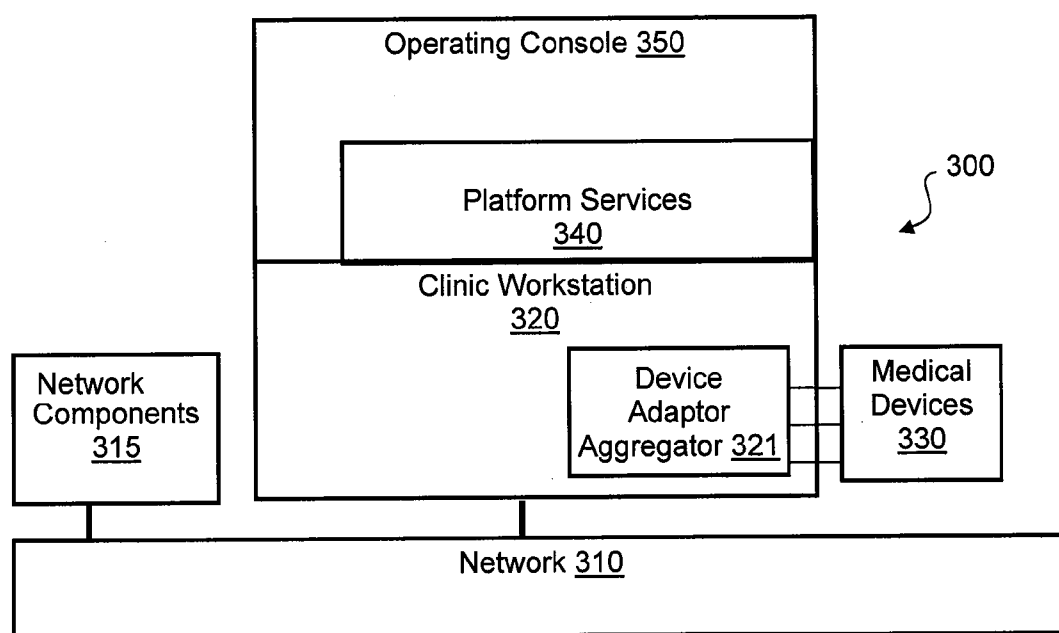 Operating Console 350
300
Platform Services
340
Clinic Workstation
320
Network
Components
315
Device
Adaptor
Aggregator 321
Medical
Devices
330
Network 310